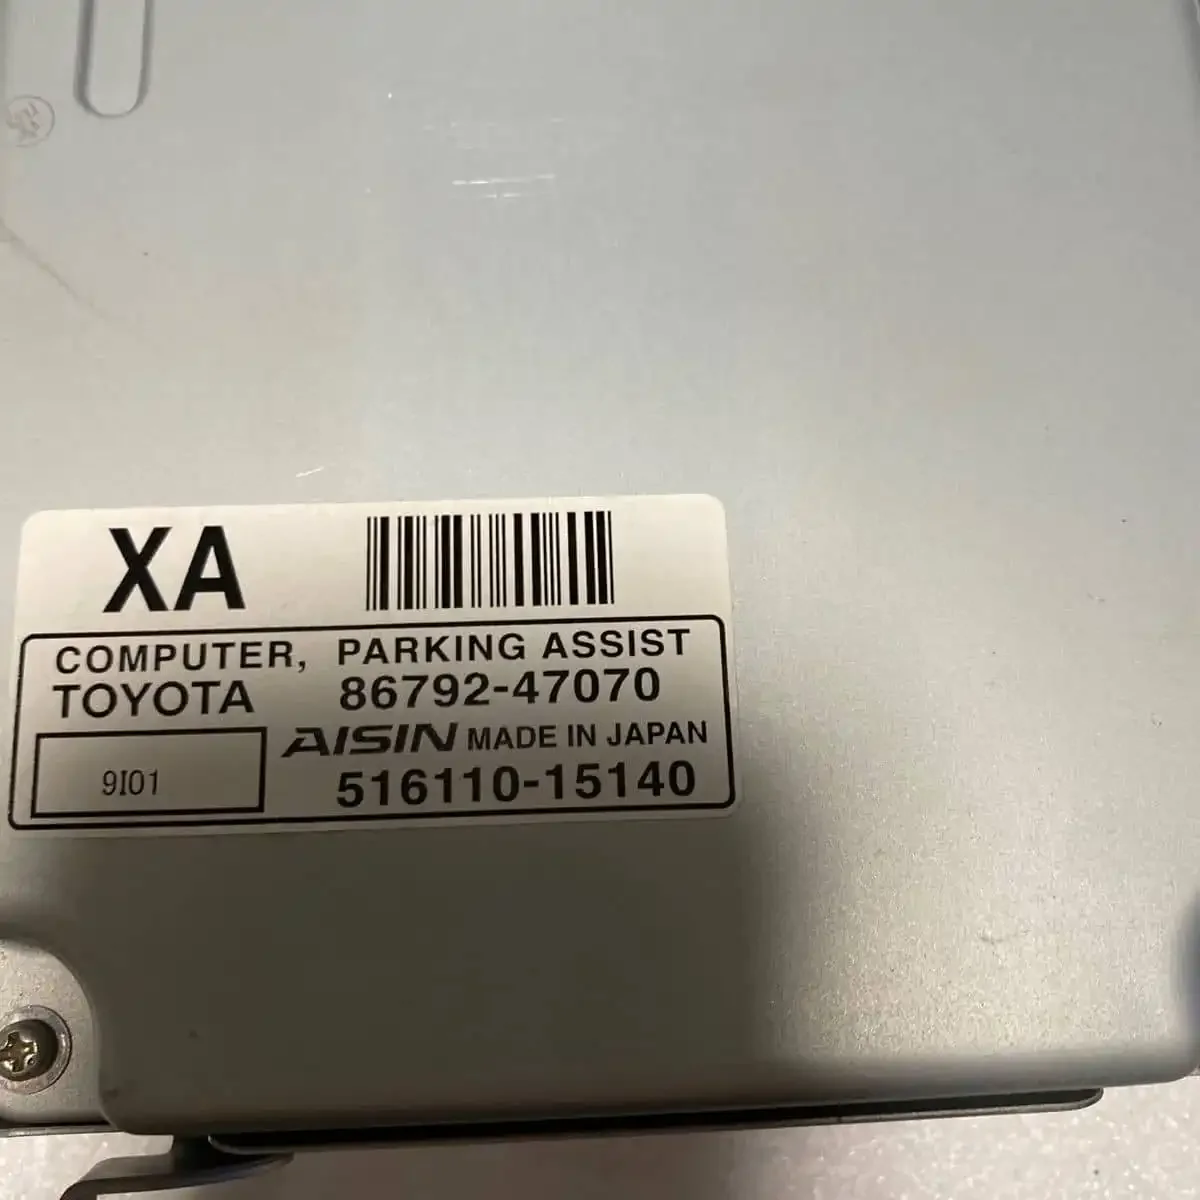 XA
COMPUTER, PARKING ASSIST
TOYOTA 86792-47070
AISIN MADE IN JAPAN
9I01
516110-15140